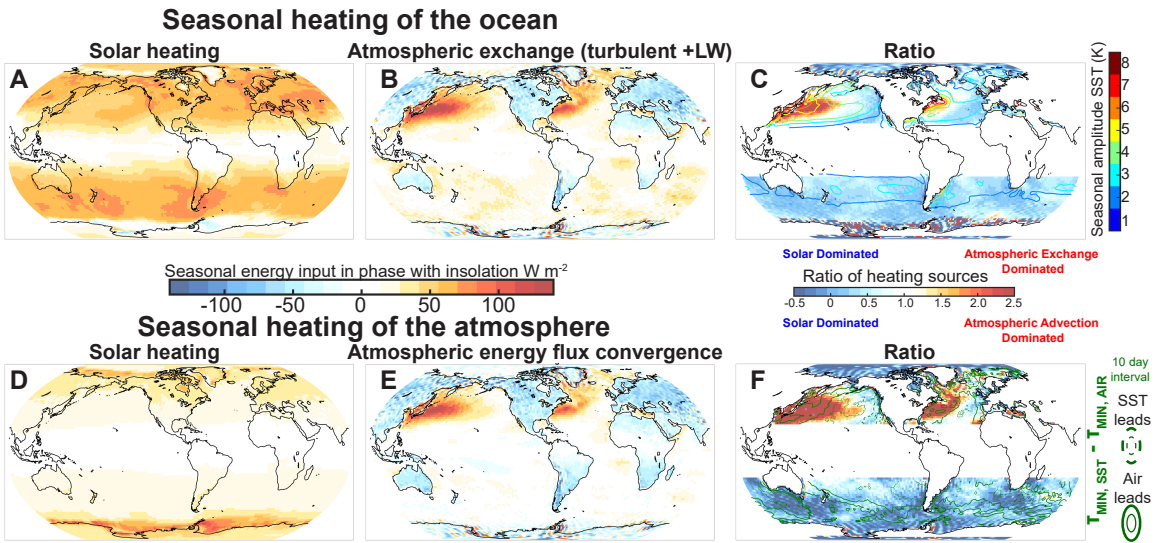 Seasonal heating of the ocean
Solar heating
Atmospheric exchange (turbulent +LW)
Ratio
A
B
C
Seasonal amplitude SST (K)
8
7
6
5
4
3
2
1
Solar Dominated
Atmospheric Exchange
Dominated
Seasonal energy input in phase with insolation W m⁻²
-100
-50
0
50
100
Ratio of heating sources
-0.5
0
0.5
1.0
1.5
2.0
2.5
Solar Dominated
Atmospheric Advection
Dominated
Seasonal heating of the atmosphere
Solar heating
Atmospheric energy flux convergence
Ratio
D
E
F
T MIN, SST - T MIN, AIR
10 day
interval
SST
leads
Air
leads